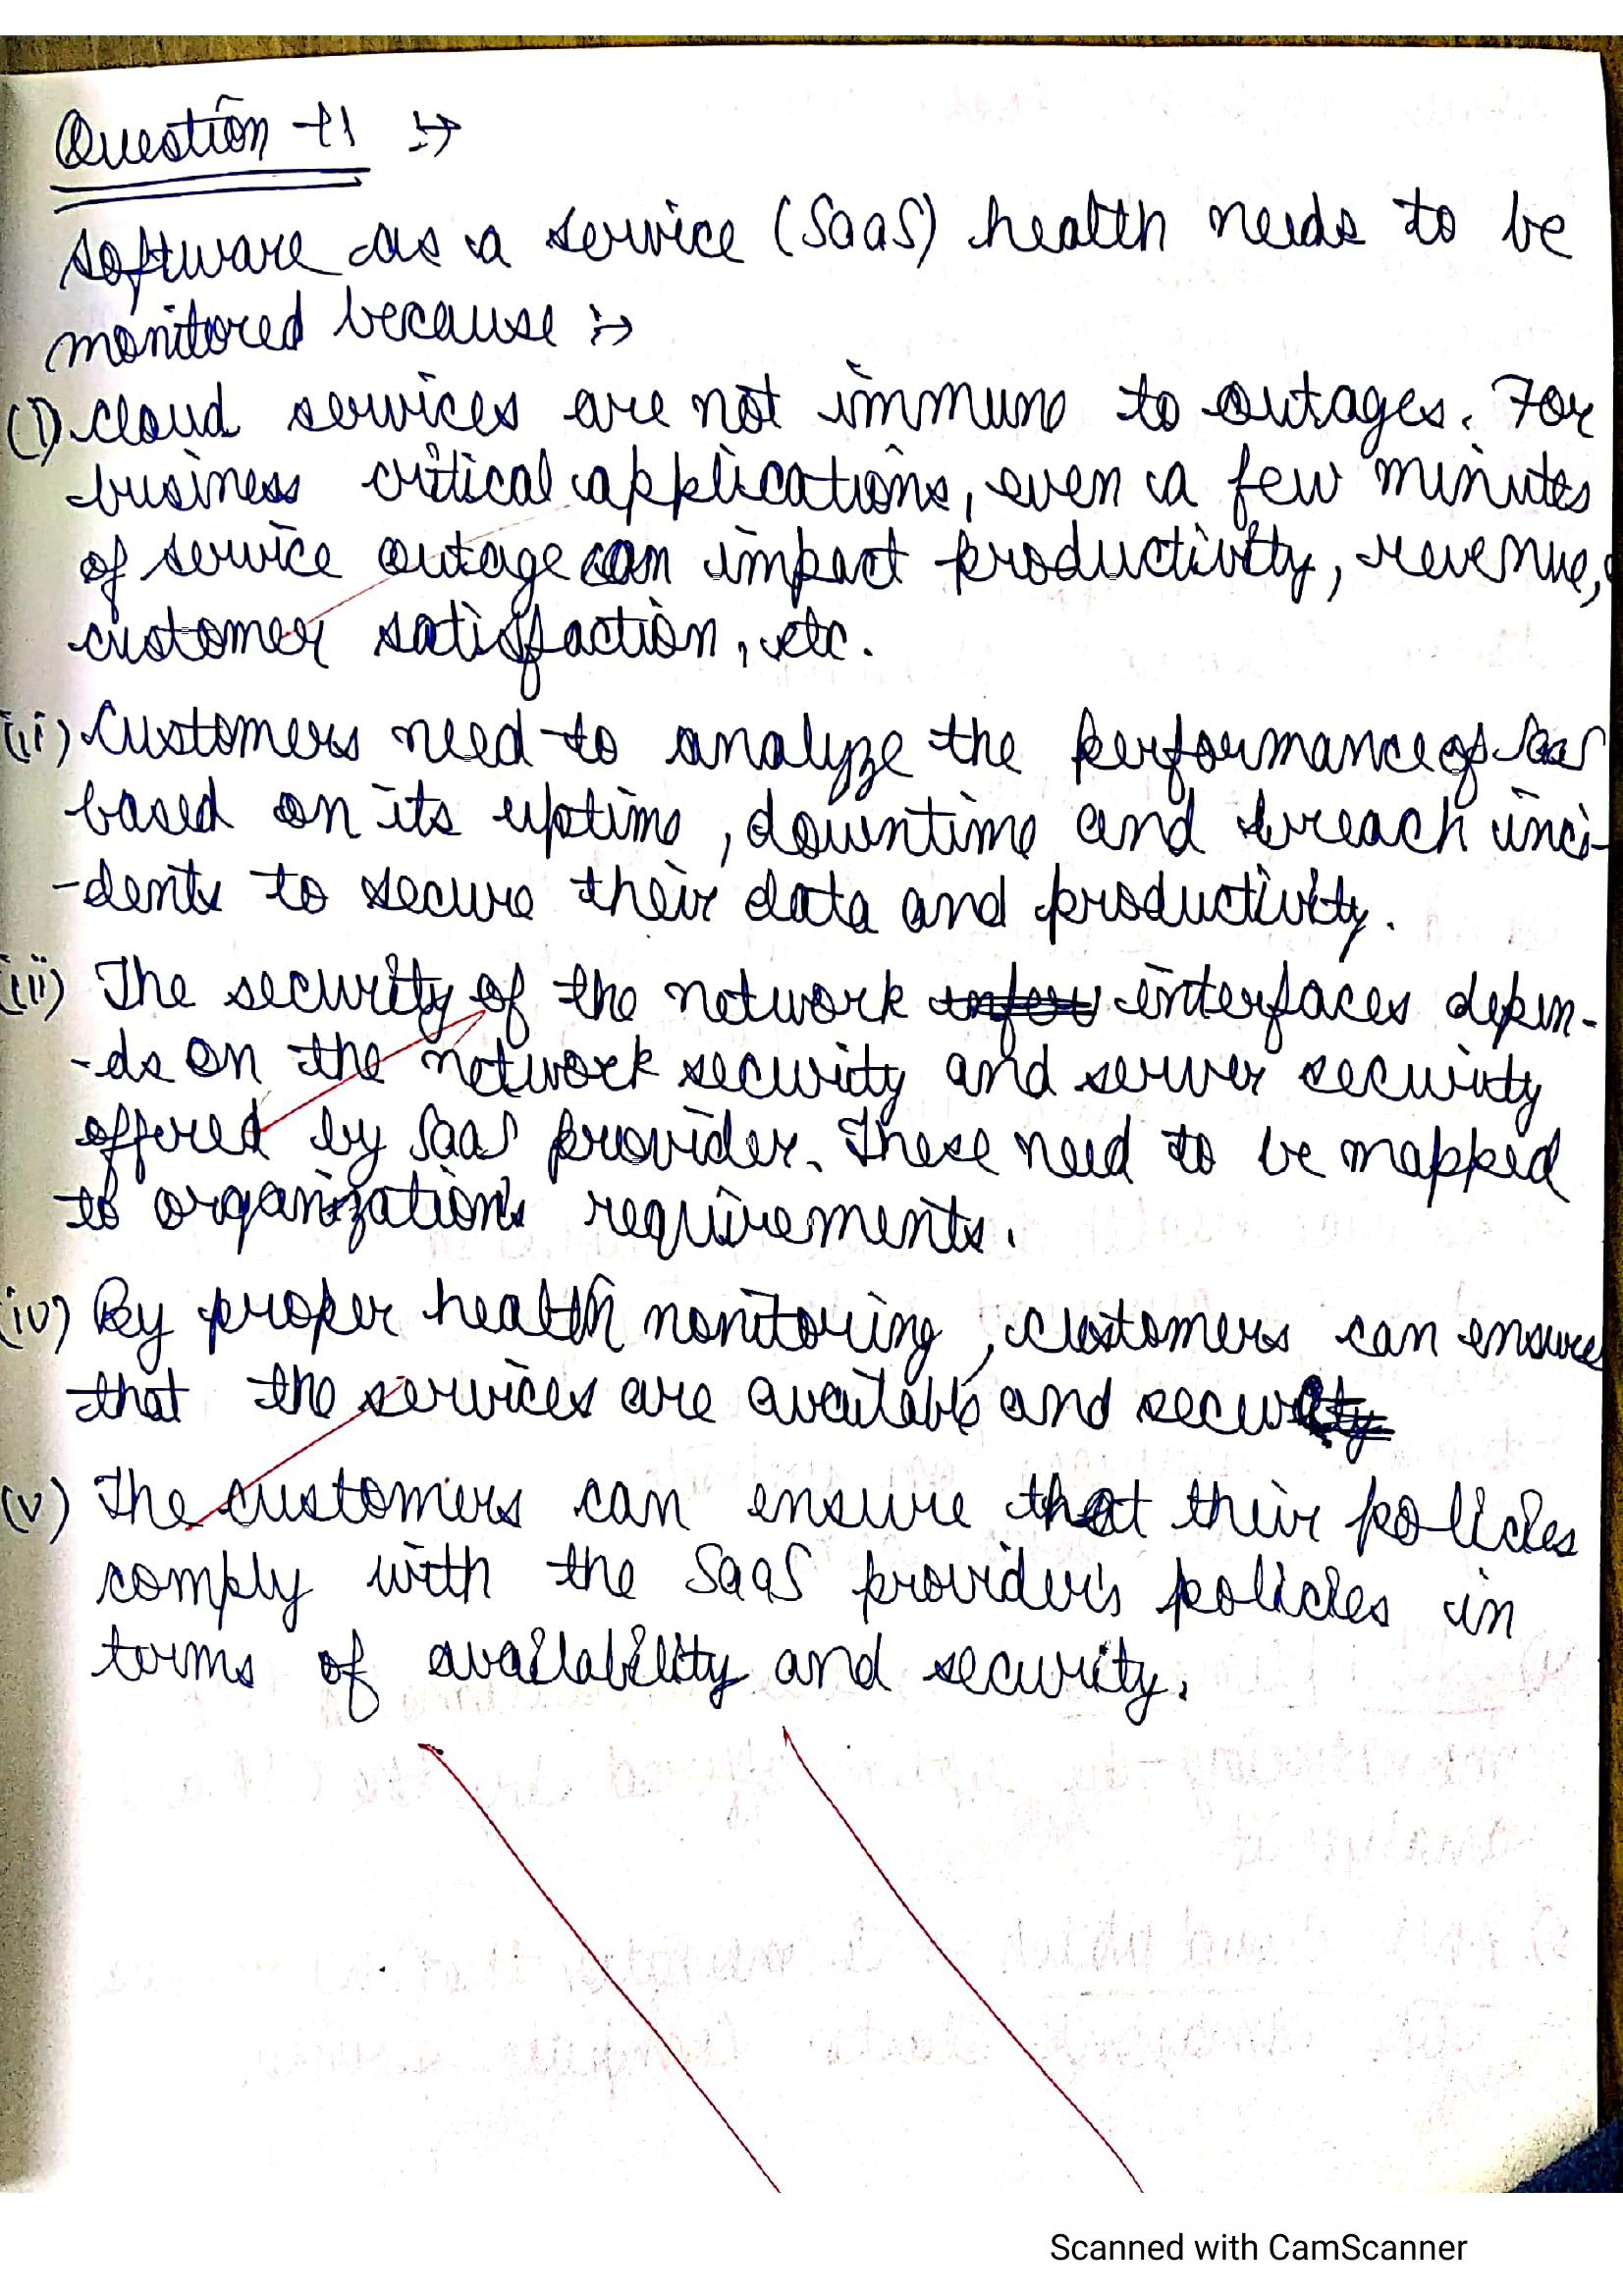 Question - 11 :→
Software as a service (SaaS) health needs to be
monitored because :→
(i) Cloud services are not immune to outages. For
business critical applications, even a few minutes
of service outage can impact productivity, revenue,
customer satisfaction, etc.
(ii) Customers need to analyze the performance of SaaS
based on its uptime, downtime and breach inci-
-dents to secure their data and productivity.
(iii) The security of the network interfaces depen-
-ds on the network security and server security
offered by SaaS provider. These need to be mapped
to organization's requirements.
(iv) By proper health monitoring, customers can ensure
that the services are available and secure
(v) The customers can ensure that their policies
comply with the SaaS provider's policies in
terms of availability and security.
Scanned with CamScanner